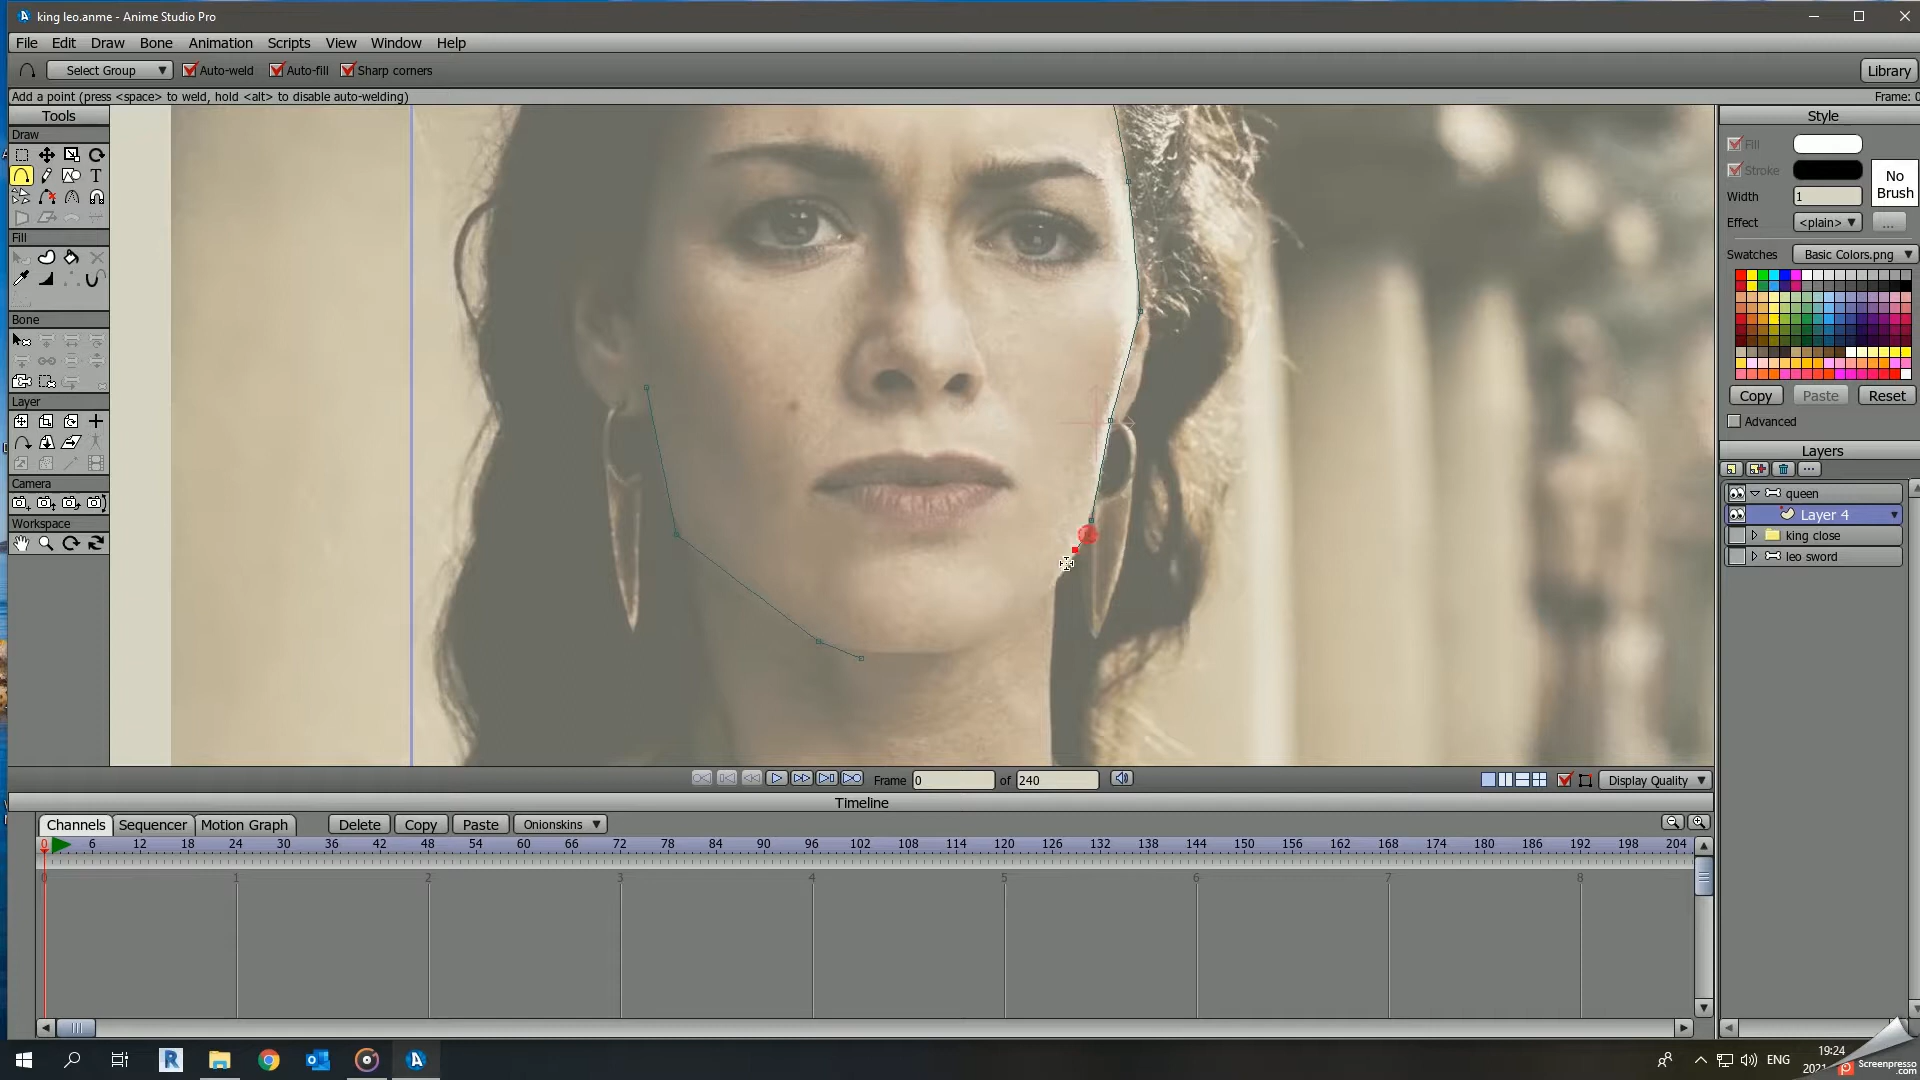 king leo.anme - Anime Studio Pro
File Edit Draw Bone Animation Scripts View Window Help
Select Group Auto-weld Auto-fill Sharp corners Library
Add a point (press <space> to weld, hold <alt> to disable auto-welding) Frame: 0
Tools
Draw
T
Fill
Bone
Layer
Camera
Workspace
Style
Fill
Stroke
No
Brush
Width 1
Effect <plain> ...
Swatches Basic Colors.png
Copy Paste Reset
Advanced
Layers
queen
Layer 4
king close
leo sword
Frame 0 of 240 Display Quality
Timeline
Channels Sequencer Motion Graph Delete Copy Paste Onionskins
0 6 12 18 24 30 36 42 48 54 60 66 72 78 84 90 96 102 108 114 120 126 132 138 144 150 156 162 168 174 180 186 192 198 204
0 1 2 3 4 5 6 7 8
R
ENG
19:24
Screenpresso
.com